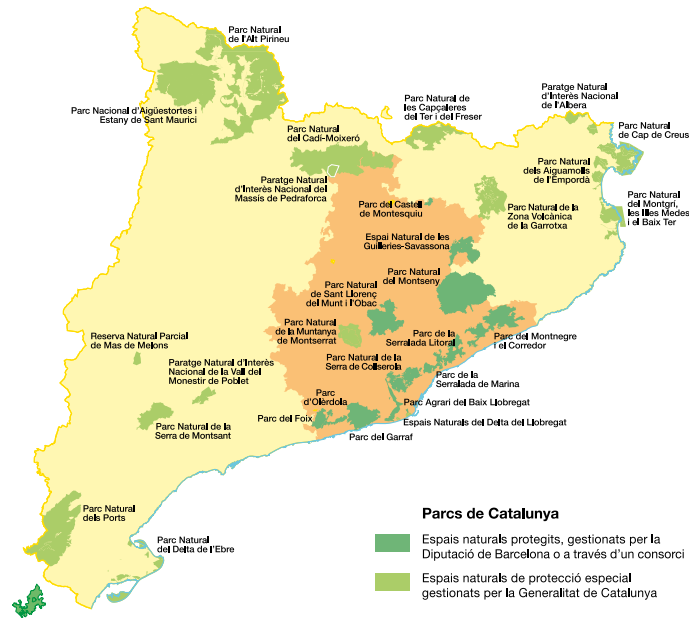 Parc Natural
de l'Alt Pirineu
Parc Nacional d'Aigüestortes i
Estany de Sant Maurici
Parc Natural de
les Capçaleres
del Ter i del Freser
Paratge Natural
d'Interès Nacional
de l'Albera
Parc Natural
de Cap de Creus
Parc Natural
del Cadí-Moixeró
Parc Natural
dels Aiguamolls
de l'Empordà
Paratge Natural
d'Interès Nacional del
Massís de Pedraforca
Parc del Castell
de Montesquiu
Parc Natural de la
Zona Volcànica
de la Garrotxa
Parc Natural
del Montgrí,
les Illes Medes
i el Baix Ter
Espai Natural de les
Guilleries-Savassona
Parc Natural
del Montseny
Parc Natural
de Sant Llorenç
del Munt i l'Obac
Parc Natural
de la Muntanya
de Montserrat
Parc de la
Serralada Litoral
Parc del Montnegre
i el Corredor
Reserva Natural Parcial
de Mas de Melons
Paratge Natural d'Interès
Nacional de la Vall del
Monestir de Poblet
Parc Natural de la
Serra de Collserola
Parc de la
Serralada de Marina
Parc
d'Olèrdola
Parc Agrari del Baix Llobregat
Parc del Foix
Espais Naturals del Delta del Llobregat
Parc Natural de la
Serra de Montsant
Parc del Garraf
Parc Natural
dels Ports
Parc Natural
del Delta de l'Ebre
Parcs de Catalunya
Espais naturals protegits, gestionats per la
Diputació de Barcelona o a través d'un consorci
Espais naturals de protecció especial
gestionats per la Generalitat de Catalunya